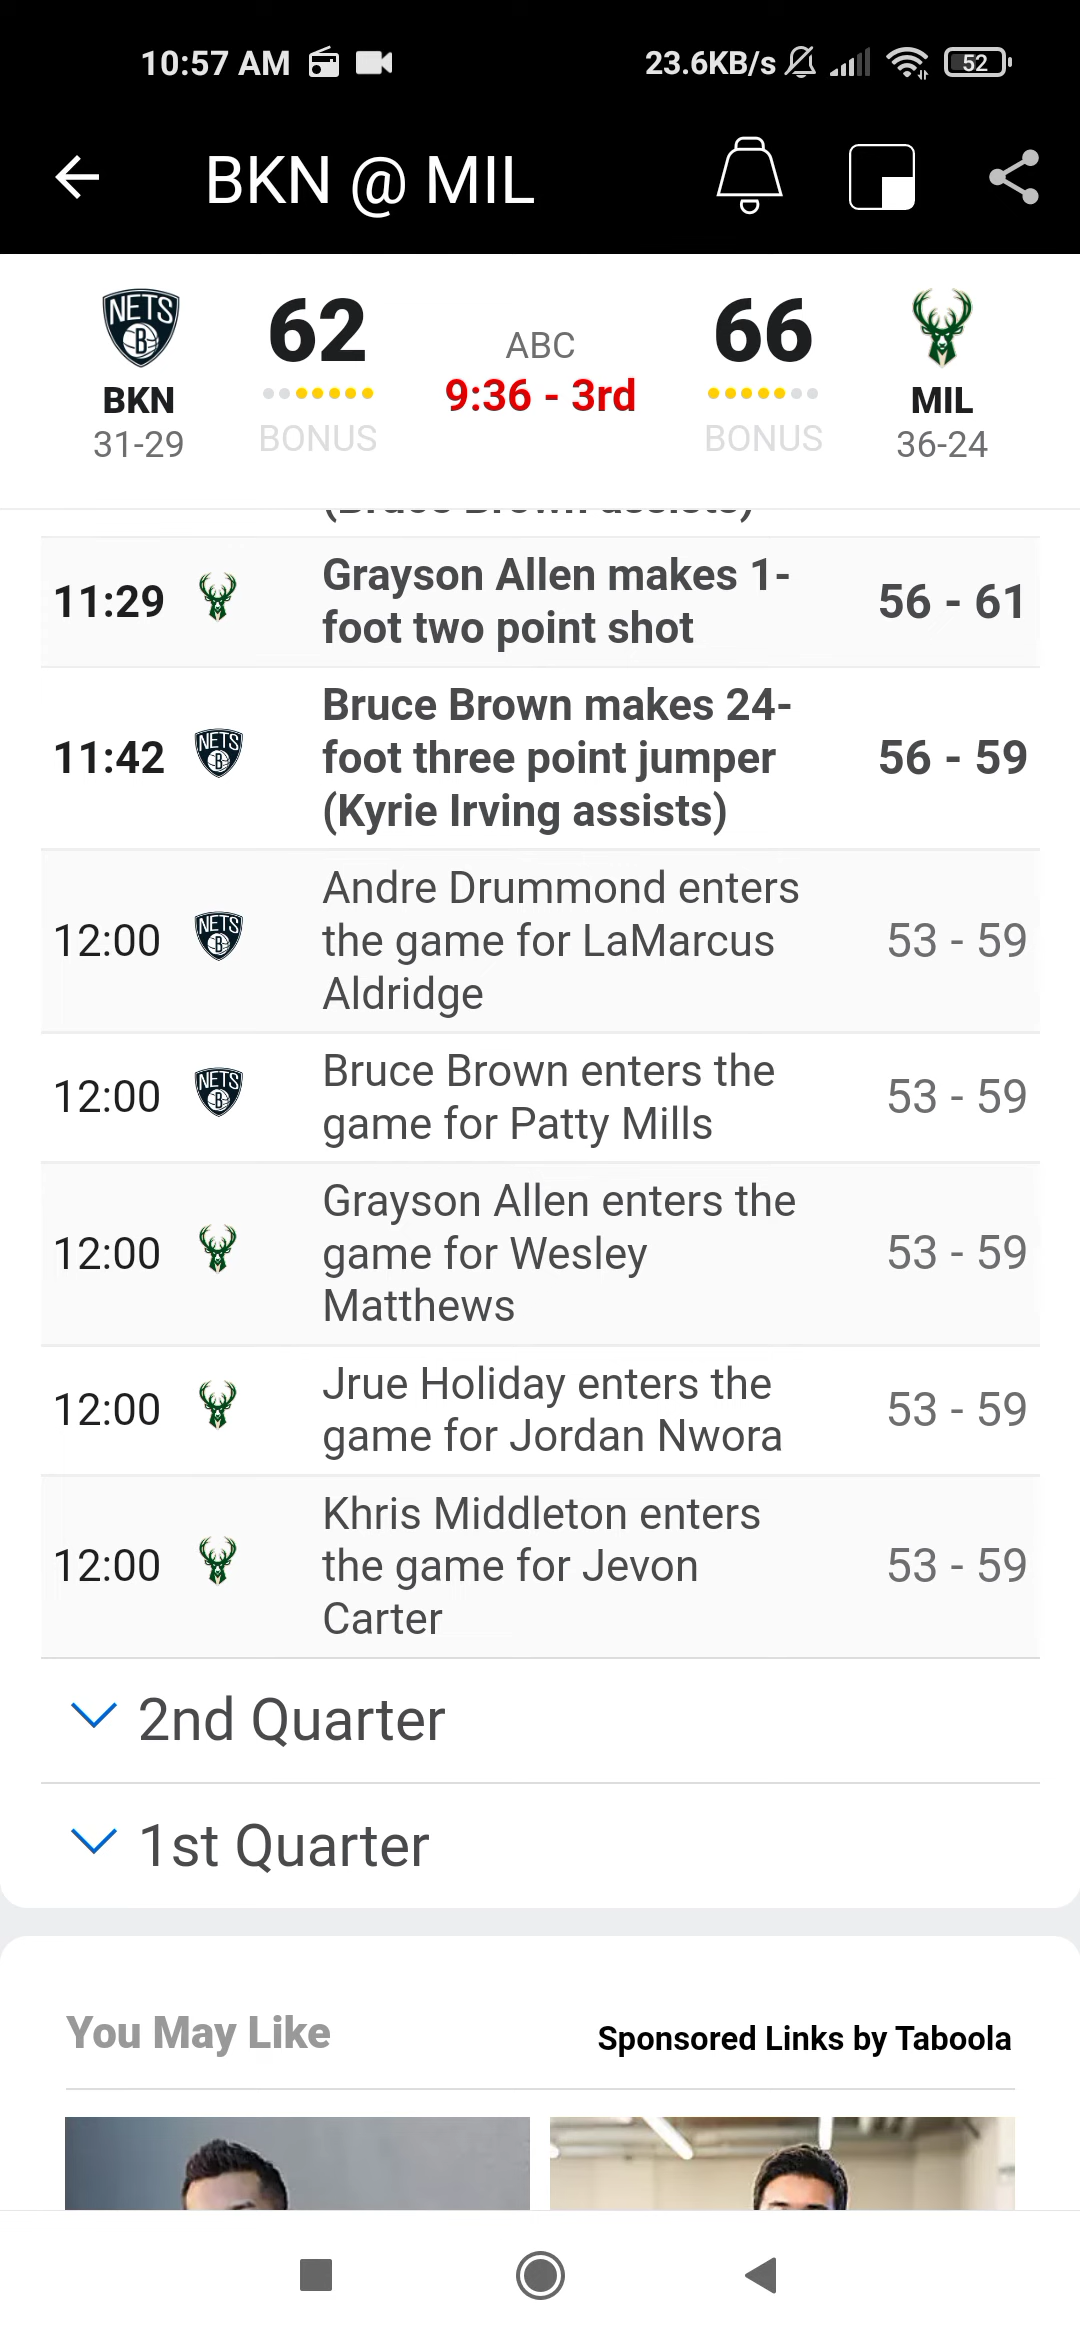 10:57 AM 23.6KB/s 52
BKN @ MIL
NETS B 62 ABC 66
BKN 9:36 - 3rd MIL
31-29 BONUS BONUS 36-24
(Bruce Brown assists)
11:29 Grayson Allen makes 1-
foot two point shot 56 - 61
Bruce Brown makes 24-
11:42 NETS B foot three point jumper 56 - 59
(Kyrie Irving assists)
Andre Drummond enters
12:00 NETS B the game for LaMarcus 53 - 59
Aldridge
12:00 NETS B Bruce Brown enters the
game for Patty Mills 53 - 59
Grayson Allen enters the
12:00 game for Wesley 53 - 59
Matthews
12:00 Jrue Holiday enters the
game for Jordan Nwora 53 - 59
Khris Middleton enters
12:00 the game for Jevon 53 - 59
Carter
2nd Quarter
1st Quarter
You May Like Sponsored Links by Taboola